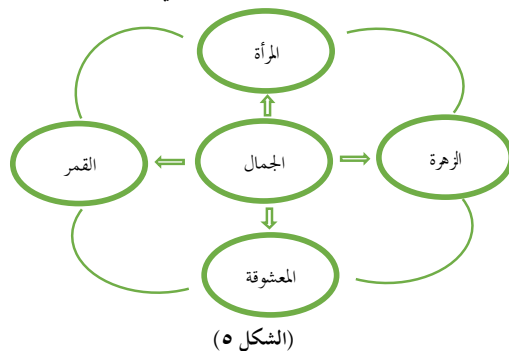 المرأة
الزهرة
الجمال
القمر
المعشوقة
(الشكل ٥)